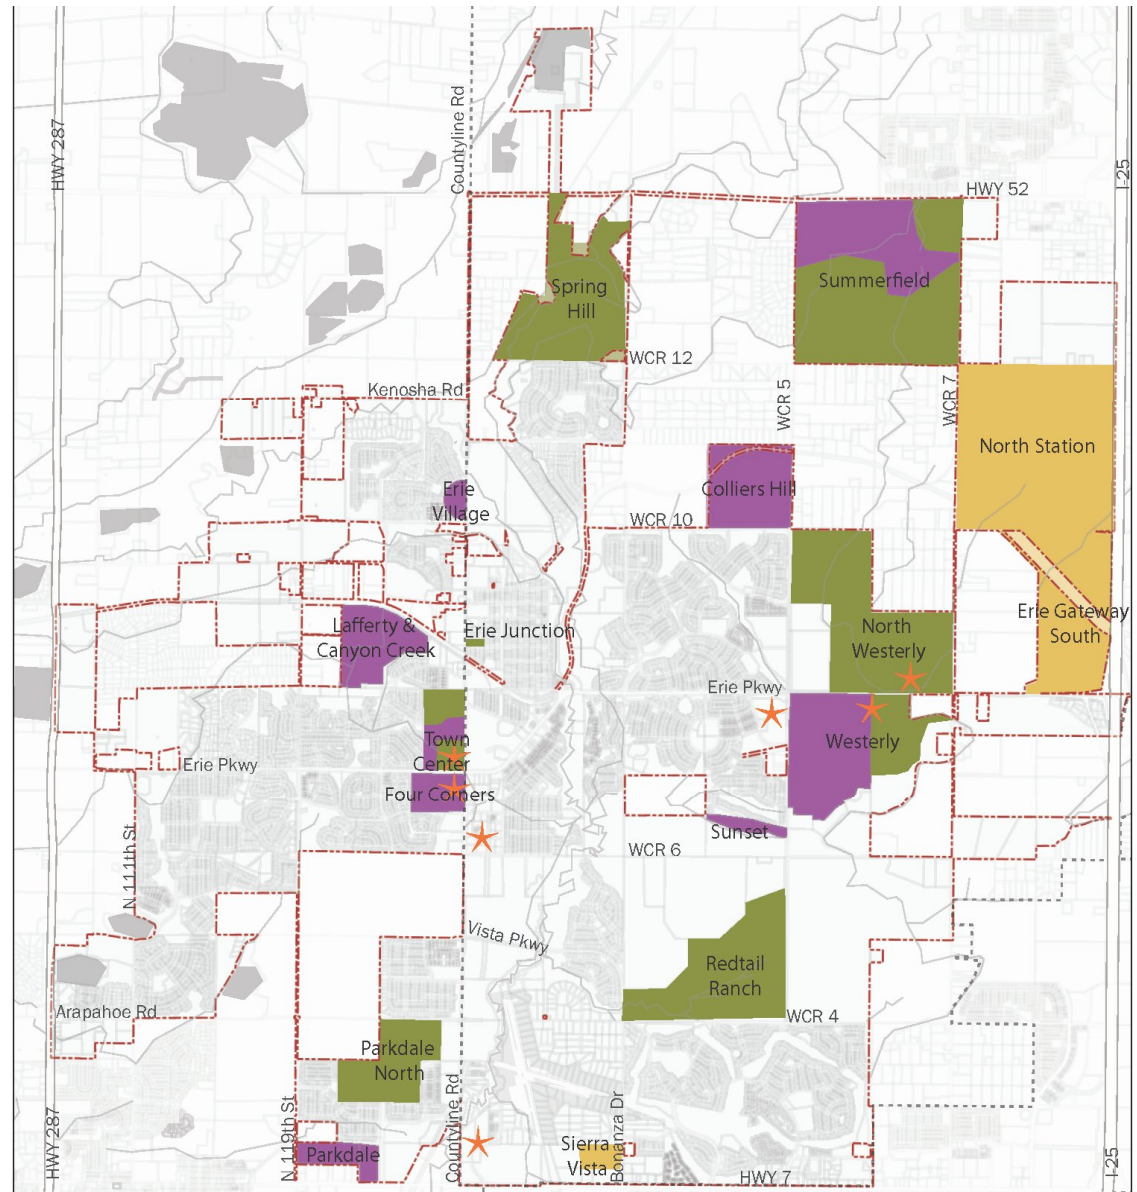 HWY 287
Countyline Rd
I-25
HWY 52
Spring
Hill
Summerfield
WCR 12
Kenosha Rd
WCR 5
WCR 7
North Station
Erie
Village
Colliers Hill
WCR 10
Lafferty &
Canyon Creek
Erie Junction
North
Westerly
Erie Gateway
South
Erie Pkwy
Town
Center
Westerly
Erie Pkwy
Four Corners
Sunset
N 111th St
WCR 6
Vista Pkwy
Redtail
Ranch
Arapahoe Rd
WCR 4
Parkdale
North
HWY 287
N 119th St
Parkdale
Countyline Rd
Sierra
Vista
Bonanza Dr
HWY 7
I-25